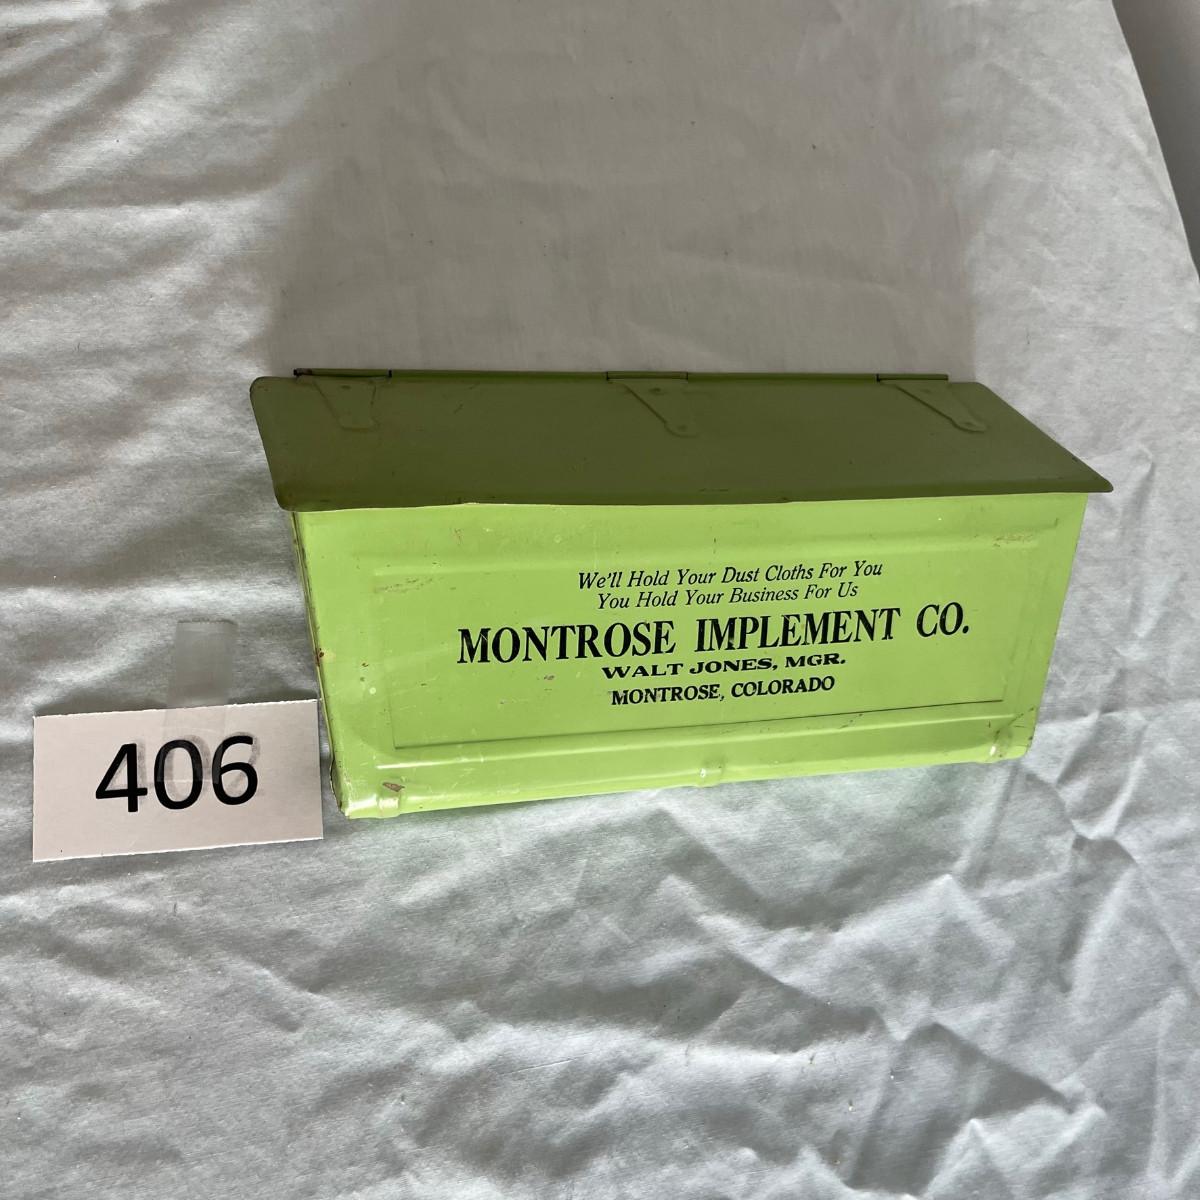 We'll Hold Your Dust Cloths For You
You Hold Your Business For Us
MONTROSE IMPLEMENT CO.
WALT JONES, MGR.
MONTROSE, COLORADO
406